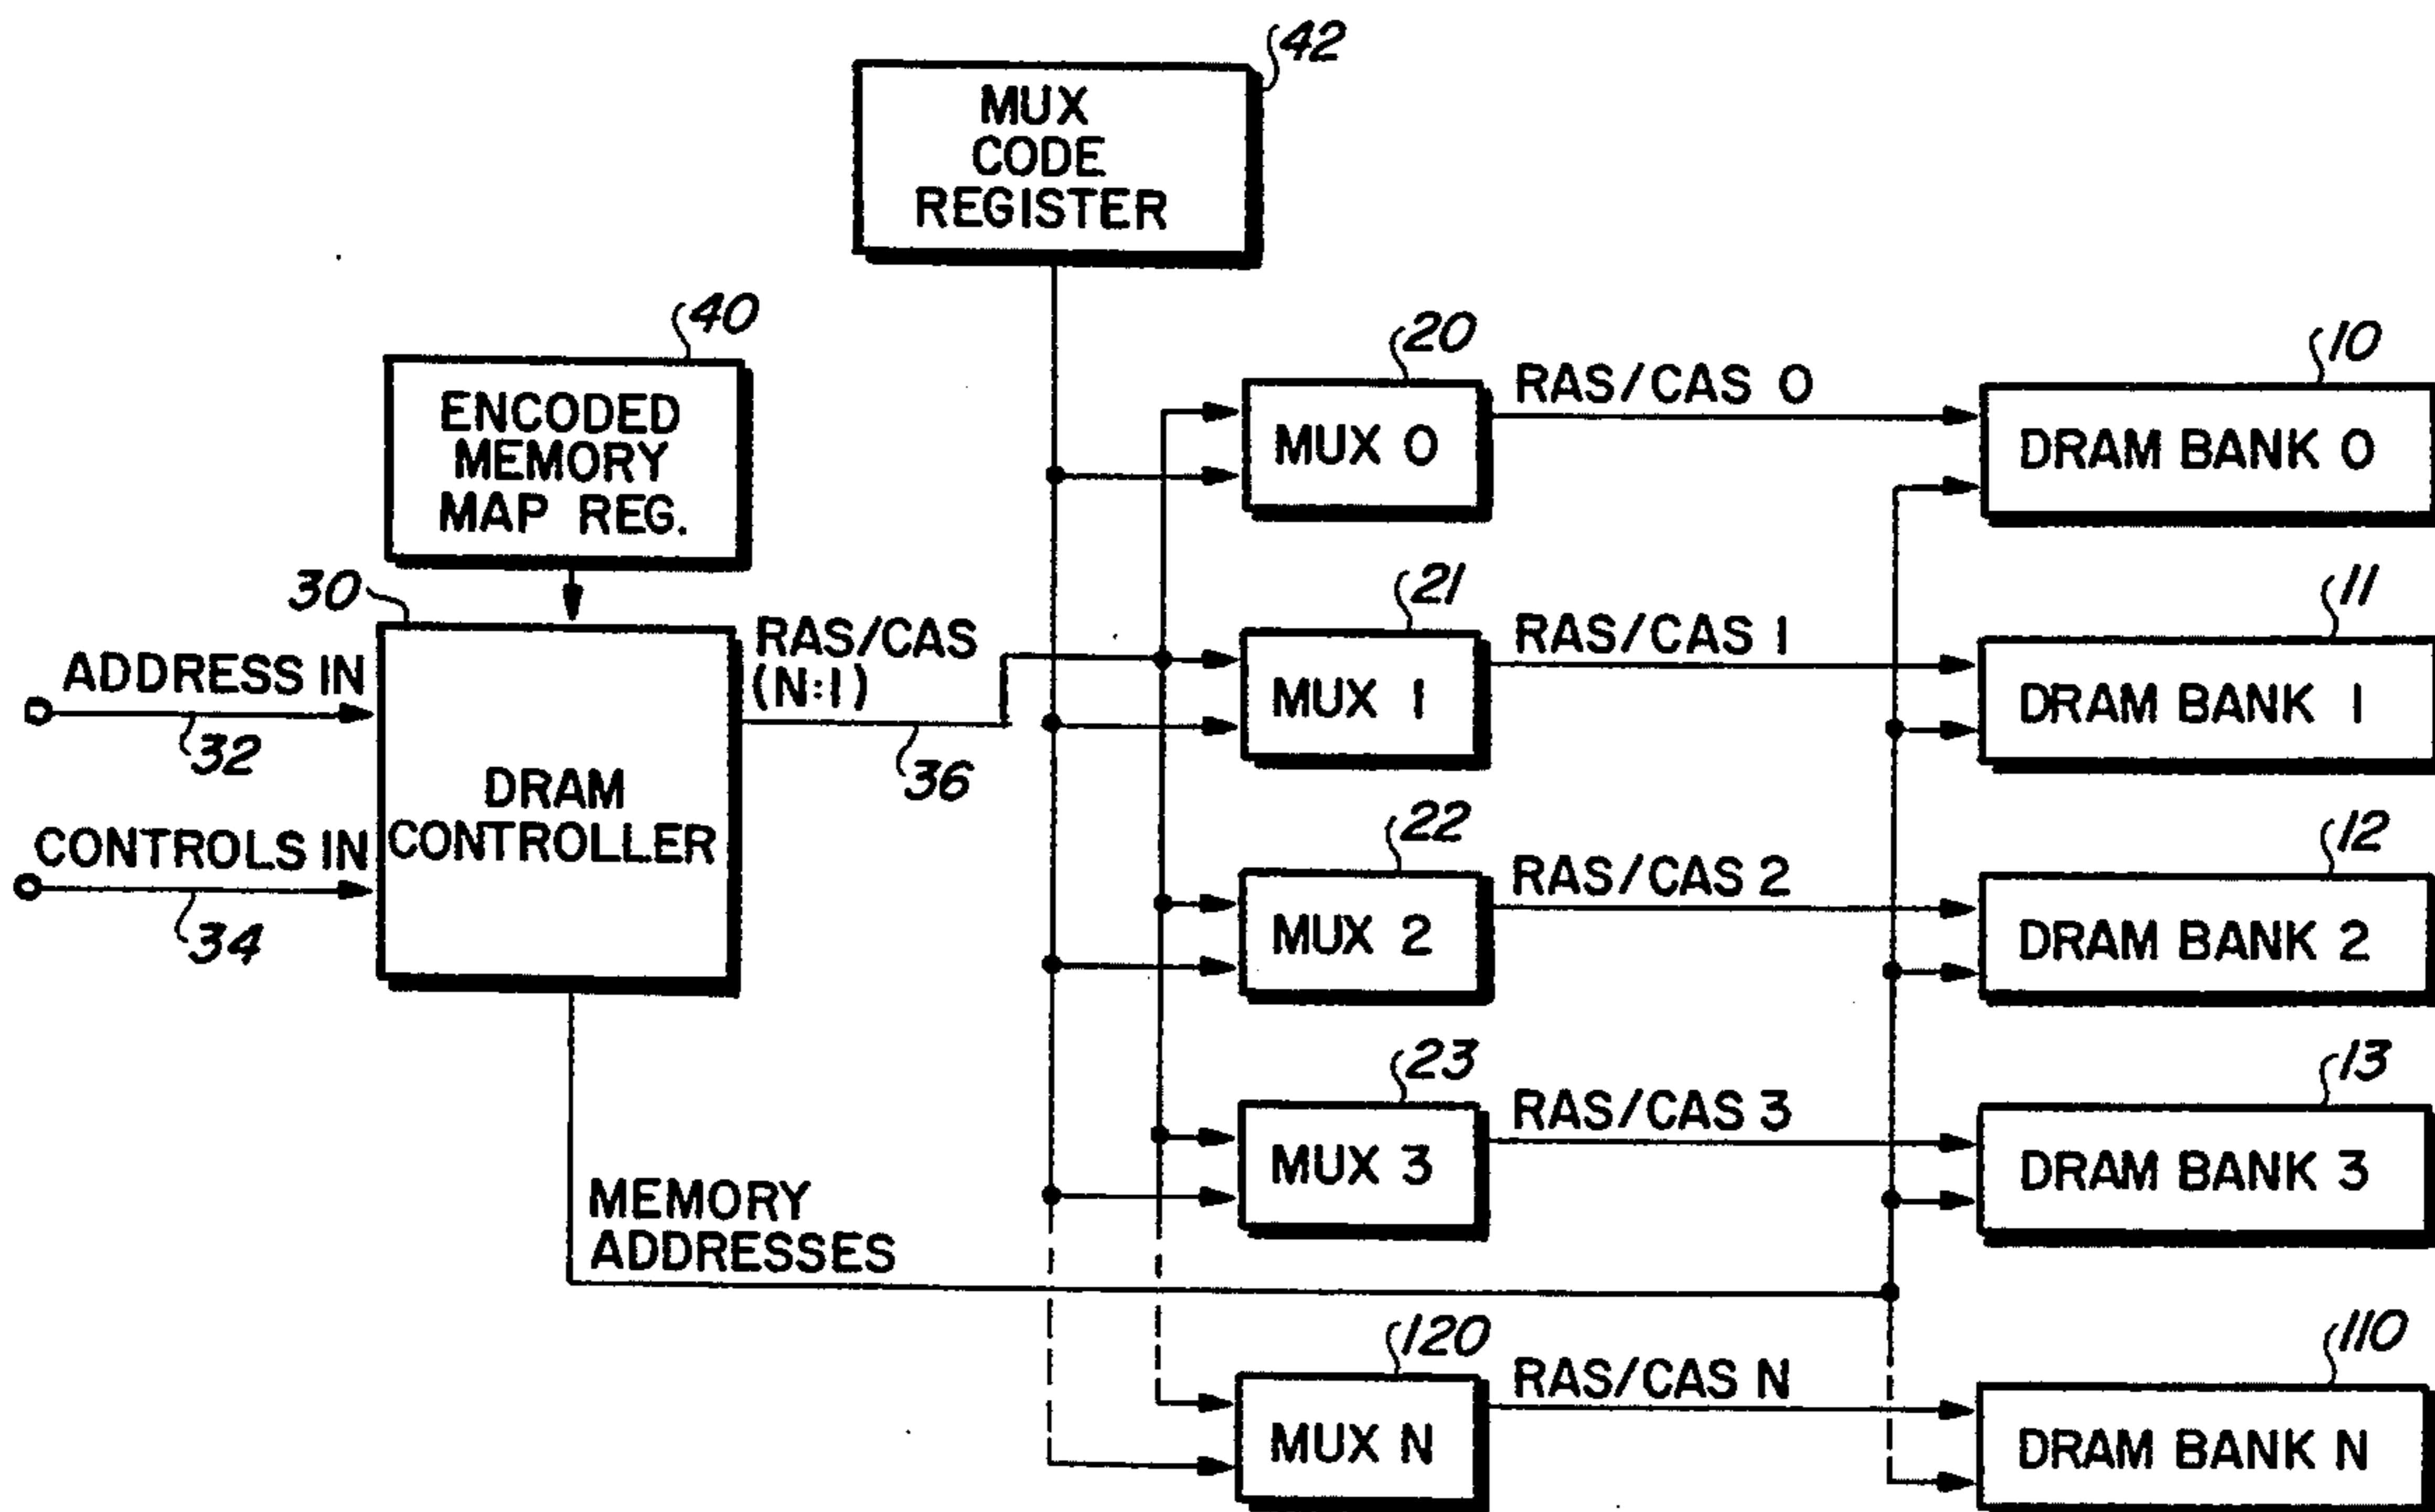 42
MUX
CODE
REGISTER
40
ENCODED
MEMORY
MAP REG.
20
RAS/CAS 0
10
MUX 0
DRAM BANK 0
30
ADDRESS IN
32
CONTROLS IN
34
DRAM
CONTROLLER
RAS/CAS
(N:1)
36
21
RAS/CAS 1
11
MUX 1
DRAM BANK 1
22
RAS/CAS 2
12
MUX 2
DRAM BANK 2
23
RAS/CAS 3
13
MUX 3
DRAM BANK 3
MEMORY
ADDRESSES
120
RAS/CAS N
110
MUX N
DRAM BANK N